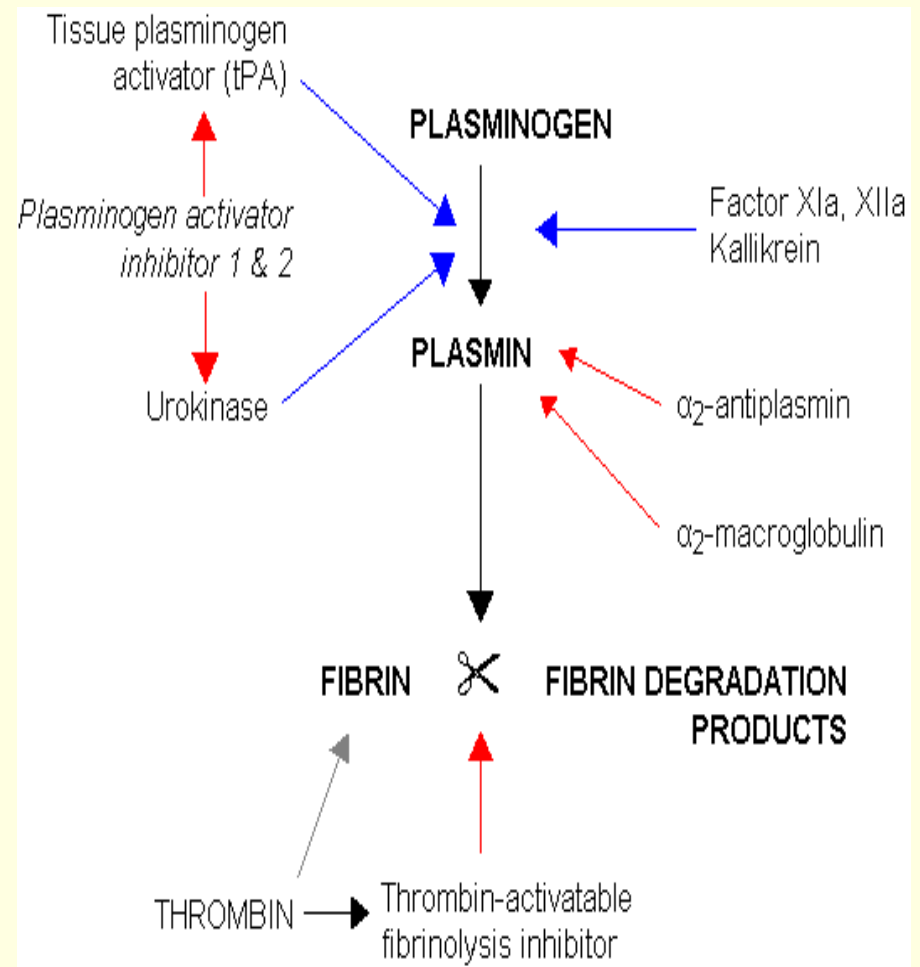 Tissue plasminogen
activator (tPA)
PLASMINOGEN
Plasminogen activator
inhibitor 1 & 2
Factor XIa, XIIa
Kallikrein
PLASMIN
Urokinase
α2-antiplasmin
α2-macroglobulin
FIBRIN
FIBRIN DEGRADATION
PRODUCTS
THROMBIN
Thrombin-activatable
fibrinolysis inhibitor